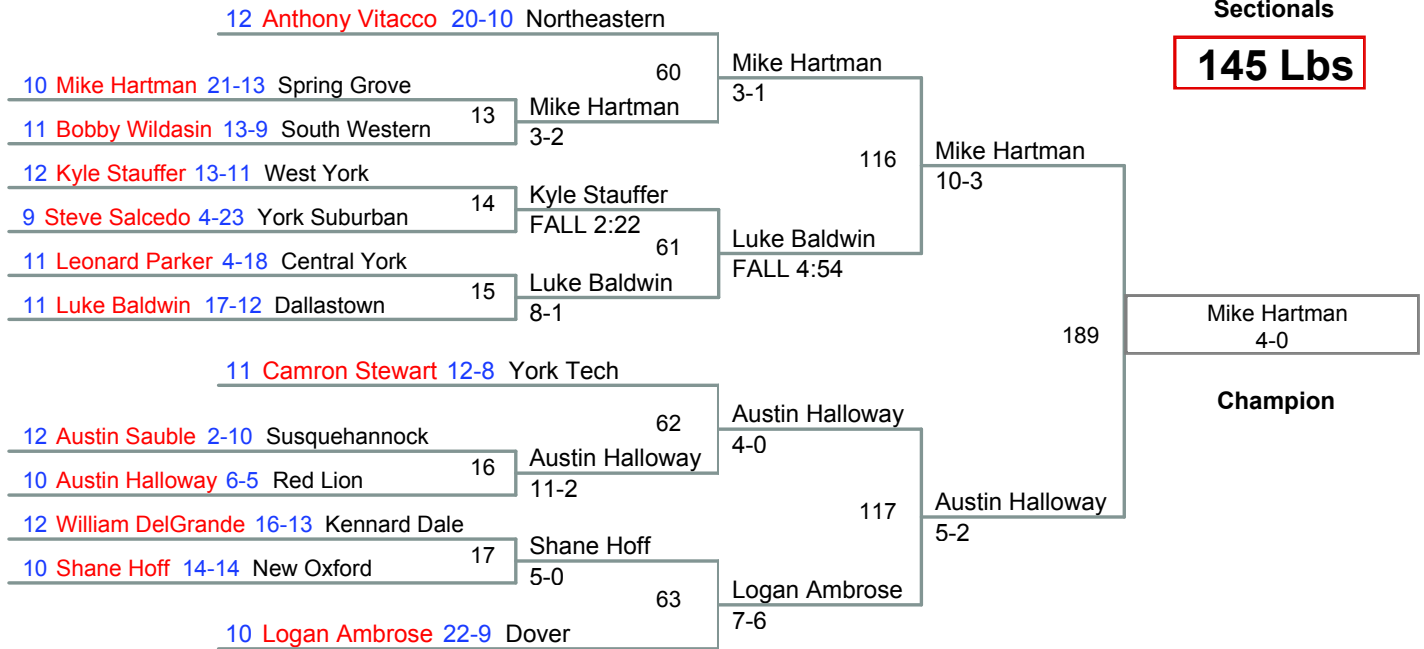 Sectionals
145 Lbs
12 Anthony Vitacco 20-10 Northeastern
10 Mike Hartman 21-13 Spring Grove
11 Bobby Wildasin 13-9 South Western
12 Kyle Stauffer 13-11 West York
9 Steve Salcedo 4-23 York Suburban
11 Leonard Parker 4-18 Central York
11 Luke Baldwin 17-12 Dallastown
11 Camron Stewart 12-8 York Tech
12 Austin Sauble 2-10 Susquehannock
10 Austin Halloway 6-5 Red Lion
12 William DelGrande 16-13 Kennard Dale
10 Shane Hoff 14-14 New Oxford
10 Logan Ambrose 22-9 Dover
13
14
15
16
17
Mike Hartman
3-2
Kyle Stauffer
FALL 2:22
Luke Baldwin
8-1
Austin Halloway
11-2
Shane Hoff
5-0
60
61
62
63
Mike Hartman
3-1
Luke Baldwin
FALL 4:54
Austin Halloway
4-0
Logan Ambrose
7-6
116
117
Mike Hartman
10-3
Austin Halloway
5-2
189
Mike Hartman
4-0
Champion